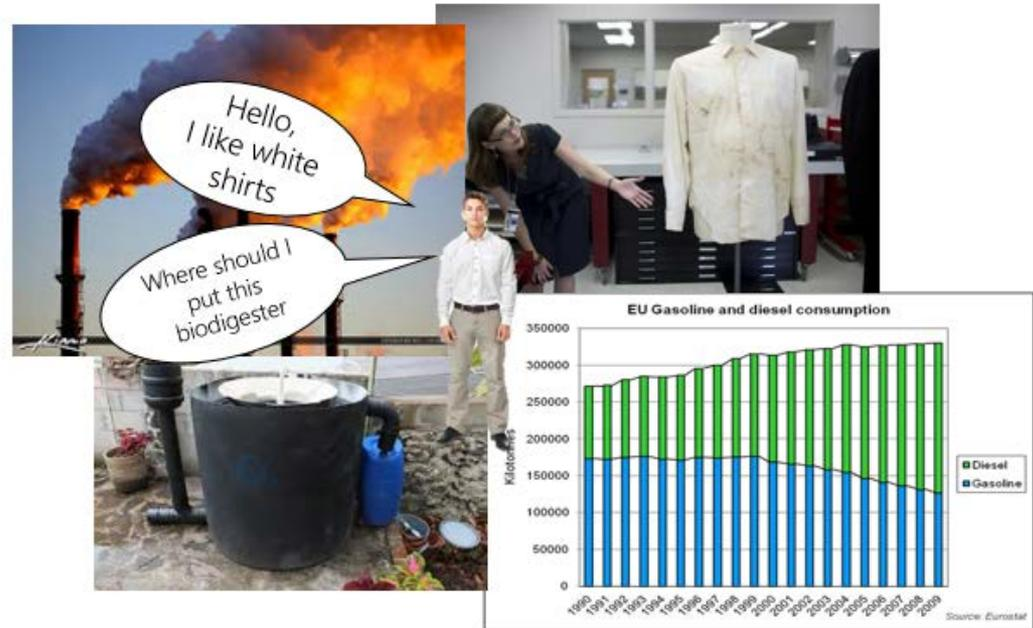 Hello,
I like white
shirts
Where should I
put this
biodigester
EU Gasoline and diesel consumption
350000
300000
250000
200000
150000
100000
50000
0
Kilotonnes
1990
1991
1992
1993
1994
1995
1996
1997
1998
1999
2000
2001
2002
2003
2004
2005
2006
2007
2008
2009
Diesel
Gasoline
Source: Eurostat